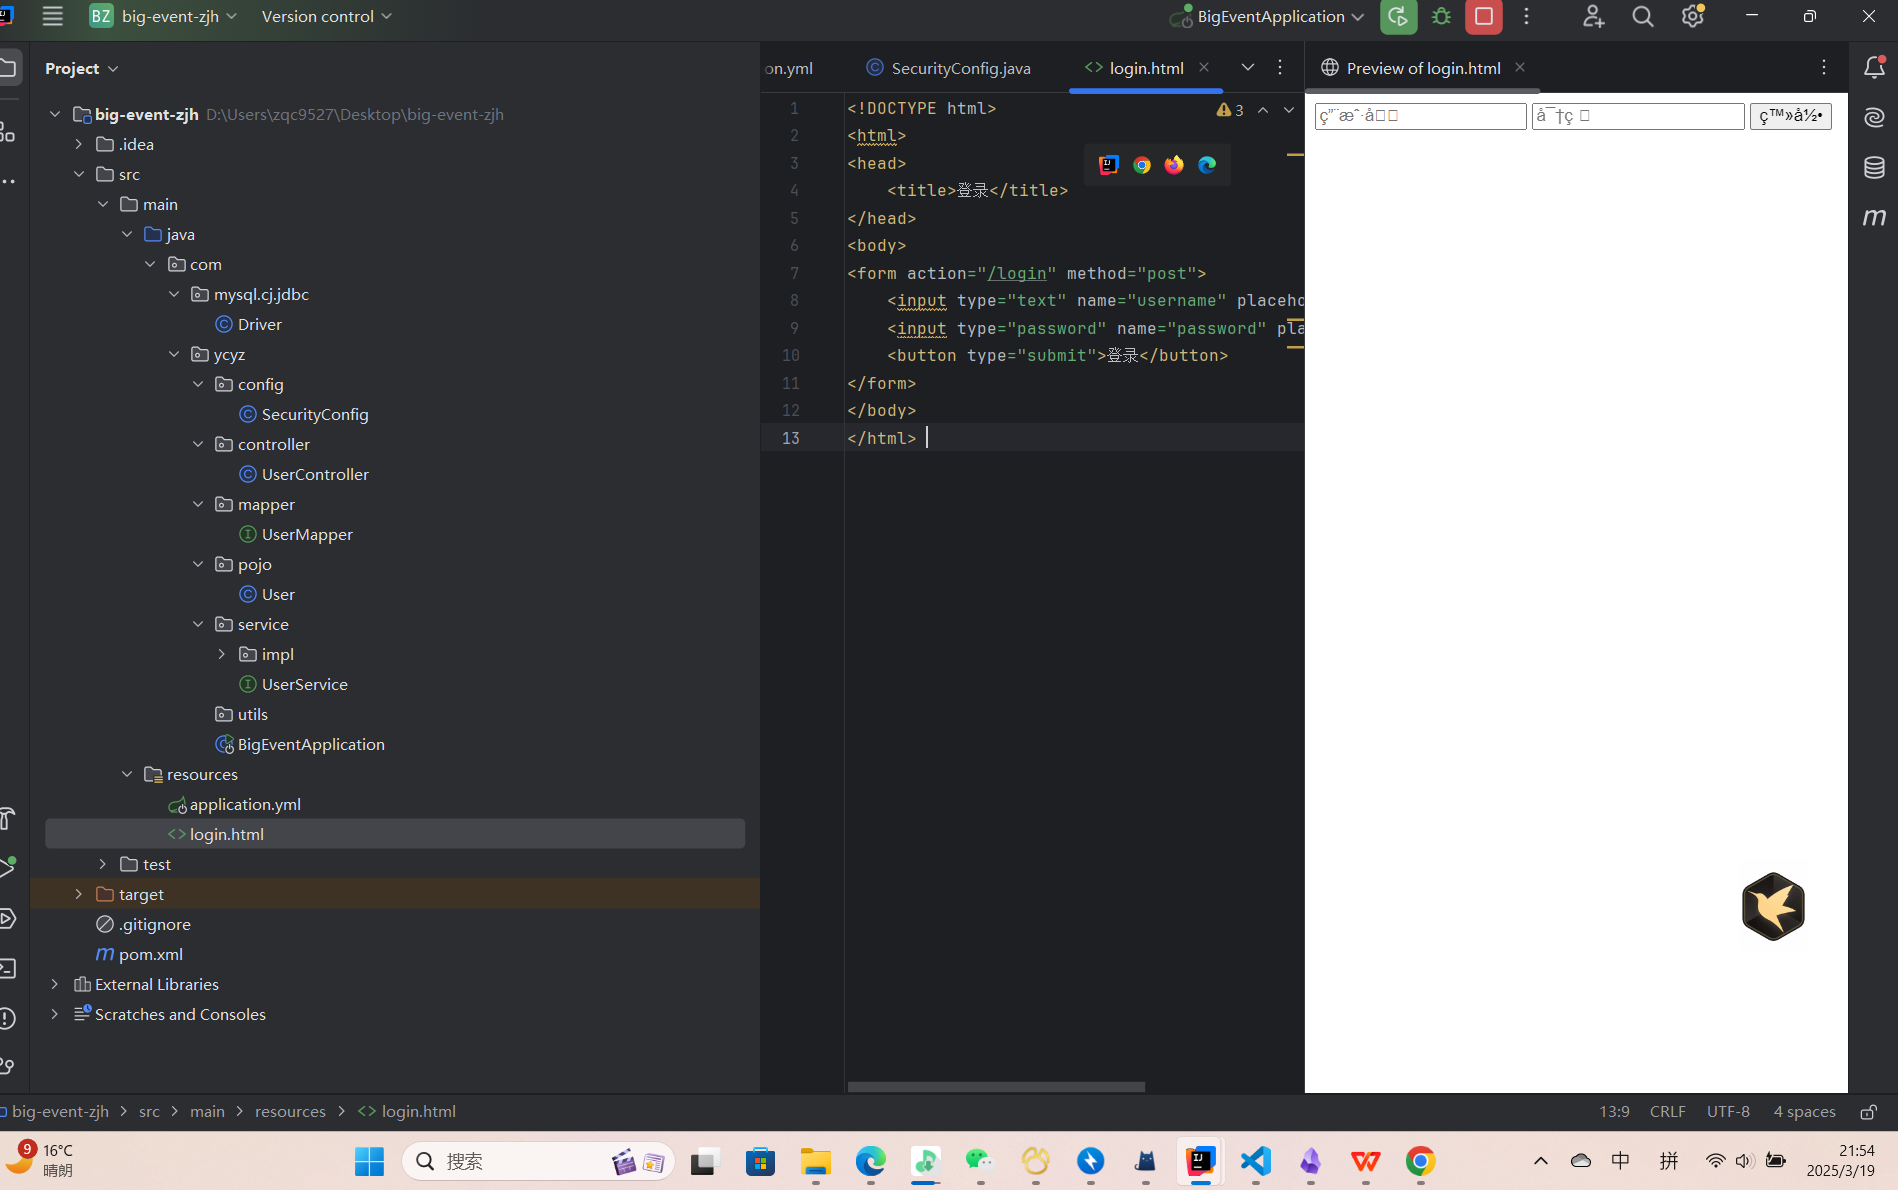 BZ big-event-zjh Version control BigEventApplication
Project
big-event-zjh D:\Users\zqc9527\Desktop\big-event-zjh
.idea
src
main
java
com
mysql.cj.jdbc
Driver
ycyz
config
SecurityConfig
controller
UserController
mapper
UserMapper
pojo
User
service
impl
UserService
utils
BigEventApplication
resources
application.yml
login.html
test
target
.gitignore
pom.xml
External Libraries
Scratches and Consoles
on.yml SecurityConfig.java login.html
3
1 <!DOCTYPE html>
2 <html>
3 <head>
4 <title>登录</title>
5 </head>
6 <body>
7 <form action="/login" method="post">
8 <input type="text" name="username" placeho
9 <input type="password" name="password" pla
10 <button type="submit">登录</button>
11 </form>
12 </body>
13 </html>
Preview of login.html
big-event-zjh > src > main > resources > login.html
13:9 CRLF UTF-8 4 spaces
9 16°C
晴朗
搜索
中 拼
21:54
2025/3/19